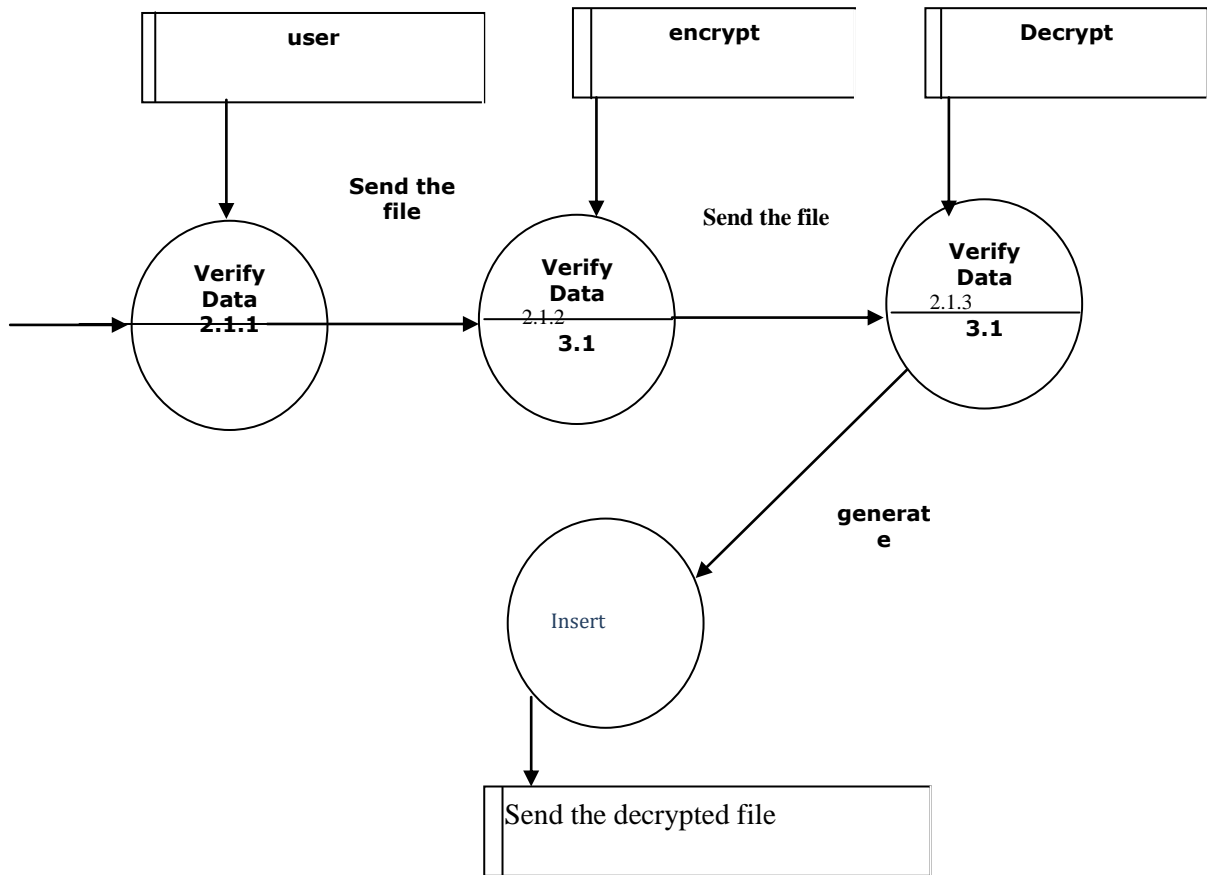 user
encrypt
Decrypt
Send the
file
Send the file
Verify
Data
2.1.1
Verify
Data
2.1.2
3.1
Verify
Data
2.1.3
3.1
generat
e
Insert
Send the decrypted file